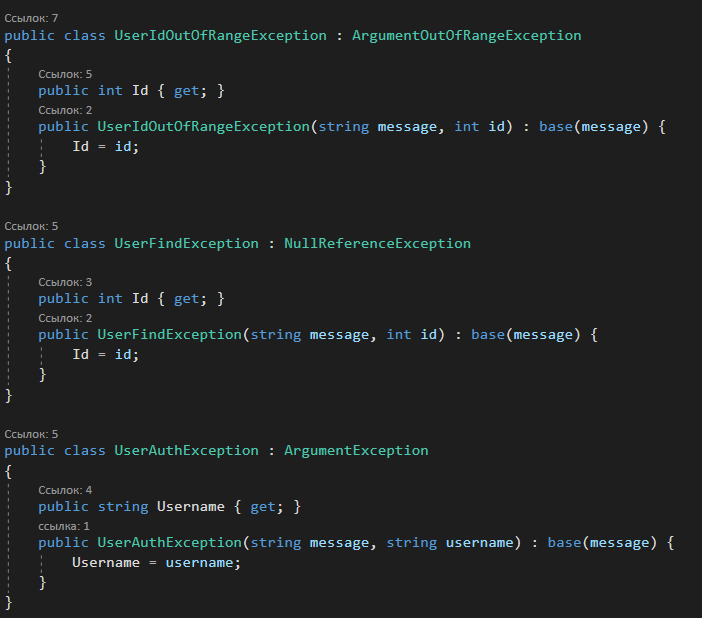 Ссылок: 7
public class UserIdOutOfRangeException : ArgumentOutOfRangeException
{
Ссылок: 5
public int Id { get; }
Ссылок: 2
public UserIdOutOfRangeException(string message, int id) : base(message) {
Id = id;
}
}
Ссылок: 5
public class UserFindException : NullReferenceException
{
Ссылок: 3
public int Id { get; }
Ссылок: 2
public UserFindException(string message, int id) : base(message) {
Id = id;
}
}
Ссылок: 5
public class UserAuthException : ArgumentException
{
Ссылок: 4
public string Username { get; }
ссылка: 1
public UserAuthException(string message, string username) : base(message) {
Username = username;
}
}